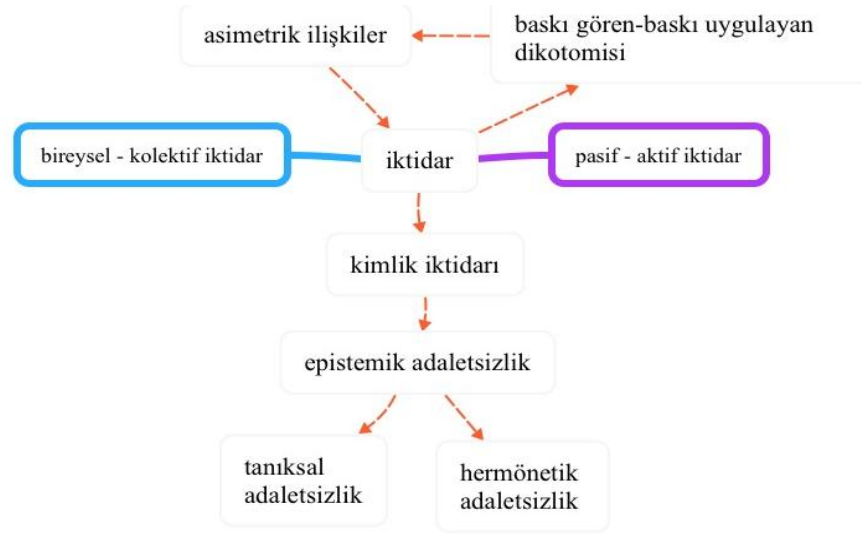 asimetrik ilişkiler
baskı gören-baskı uygulayan
dikotomisi
bireysel - kolektif iktidar
iktidar
pasif - aktif iktidar
kimlik iktidarı
epistemik adaletsizlik
tanıksal
adaletsizlik
hermönetik
adaletsizlik